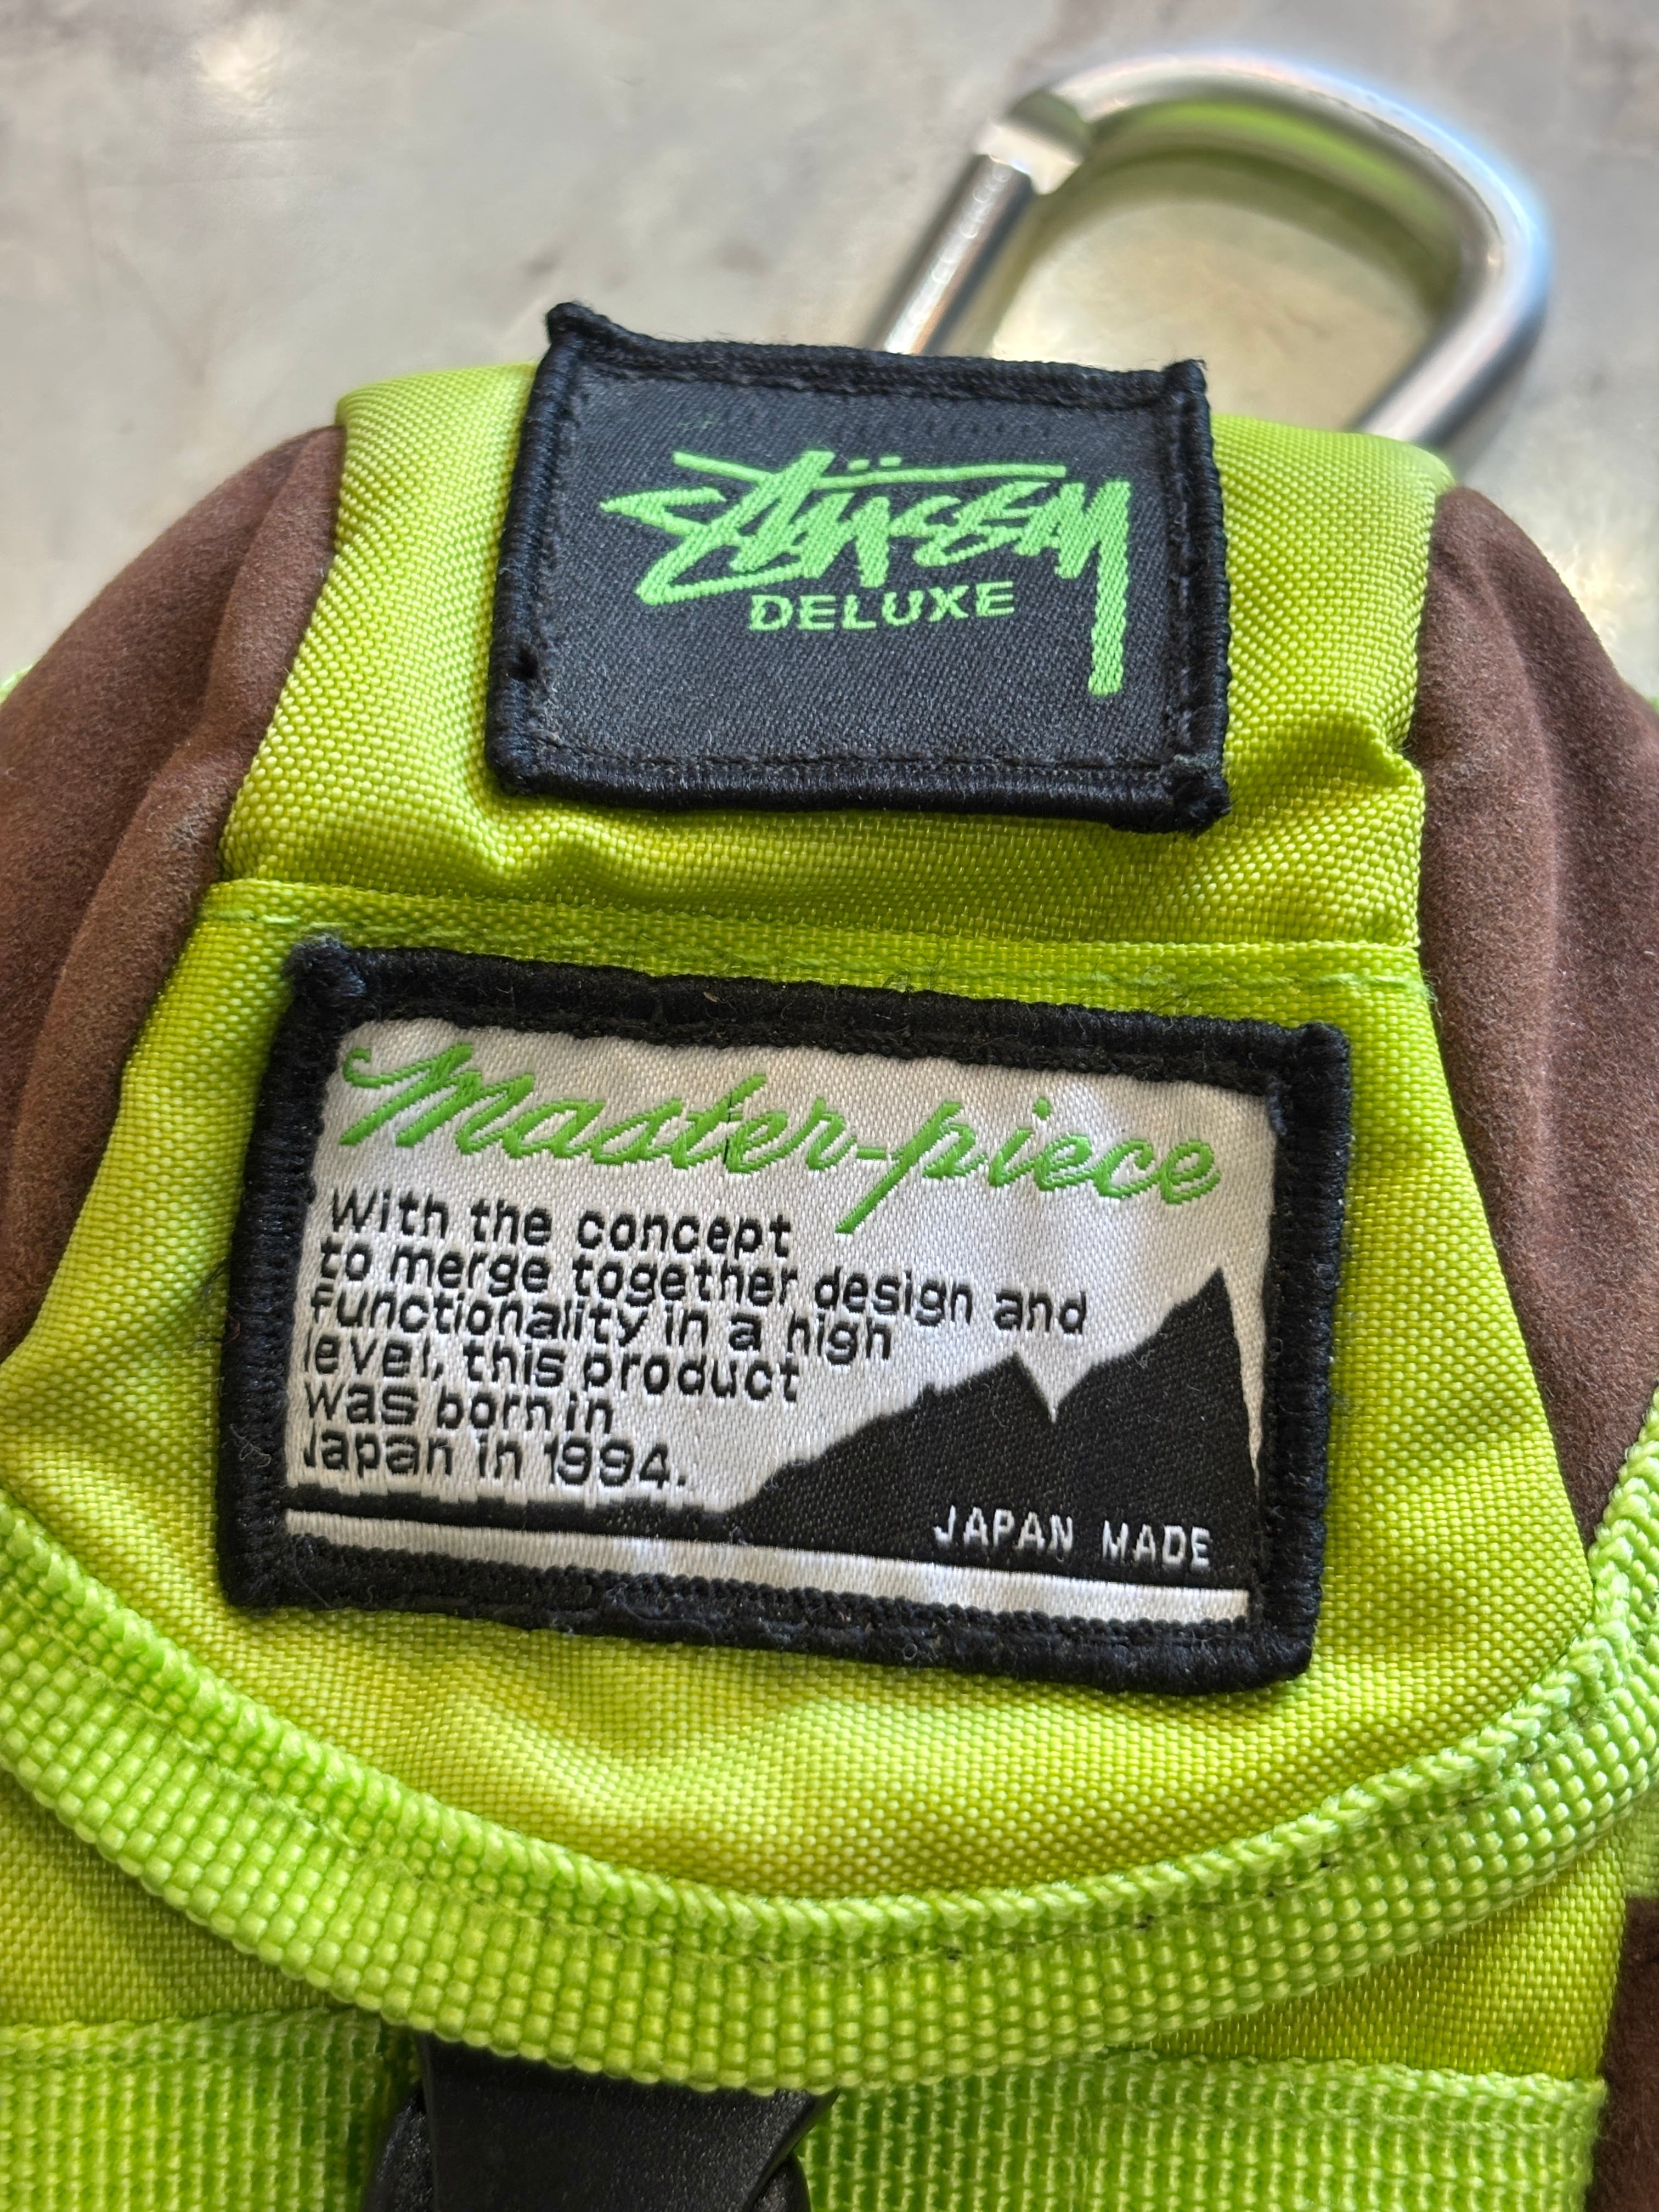 STÜSSY
DELUXE
Master-piece
With the concept
to merge together design and
functionality in a high
level, this product
was born in
Japan in 1994.
JAPAN MADE